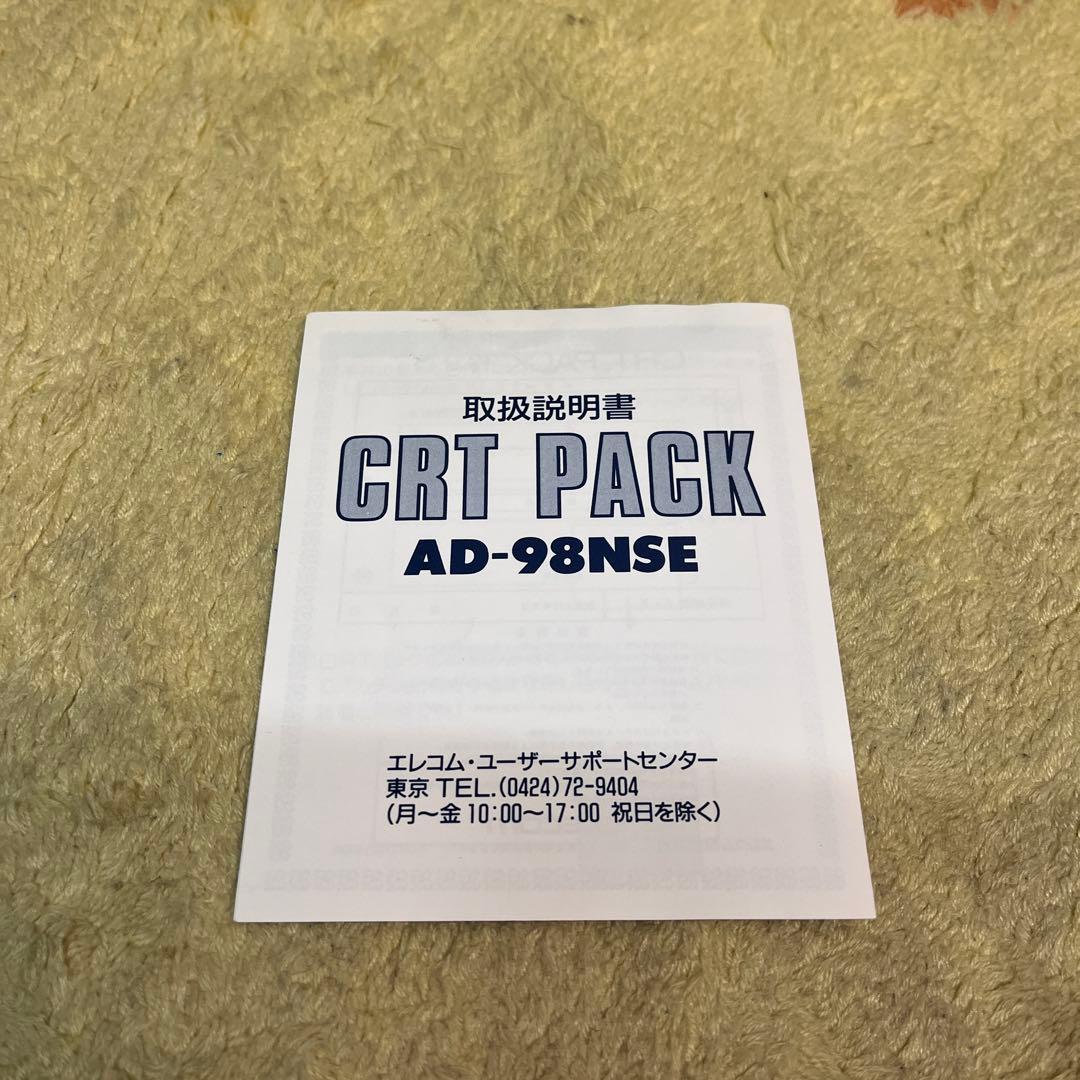 取扱説明書
CRT PACK
AD-98NSE
エレコム・ユーザーサポートセンター
東京 TEL.(0424)72-9404
(月〜金 10:00〜17:00 祝日を除く)